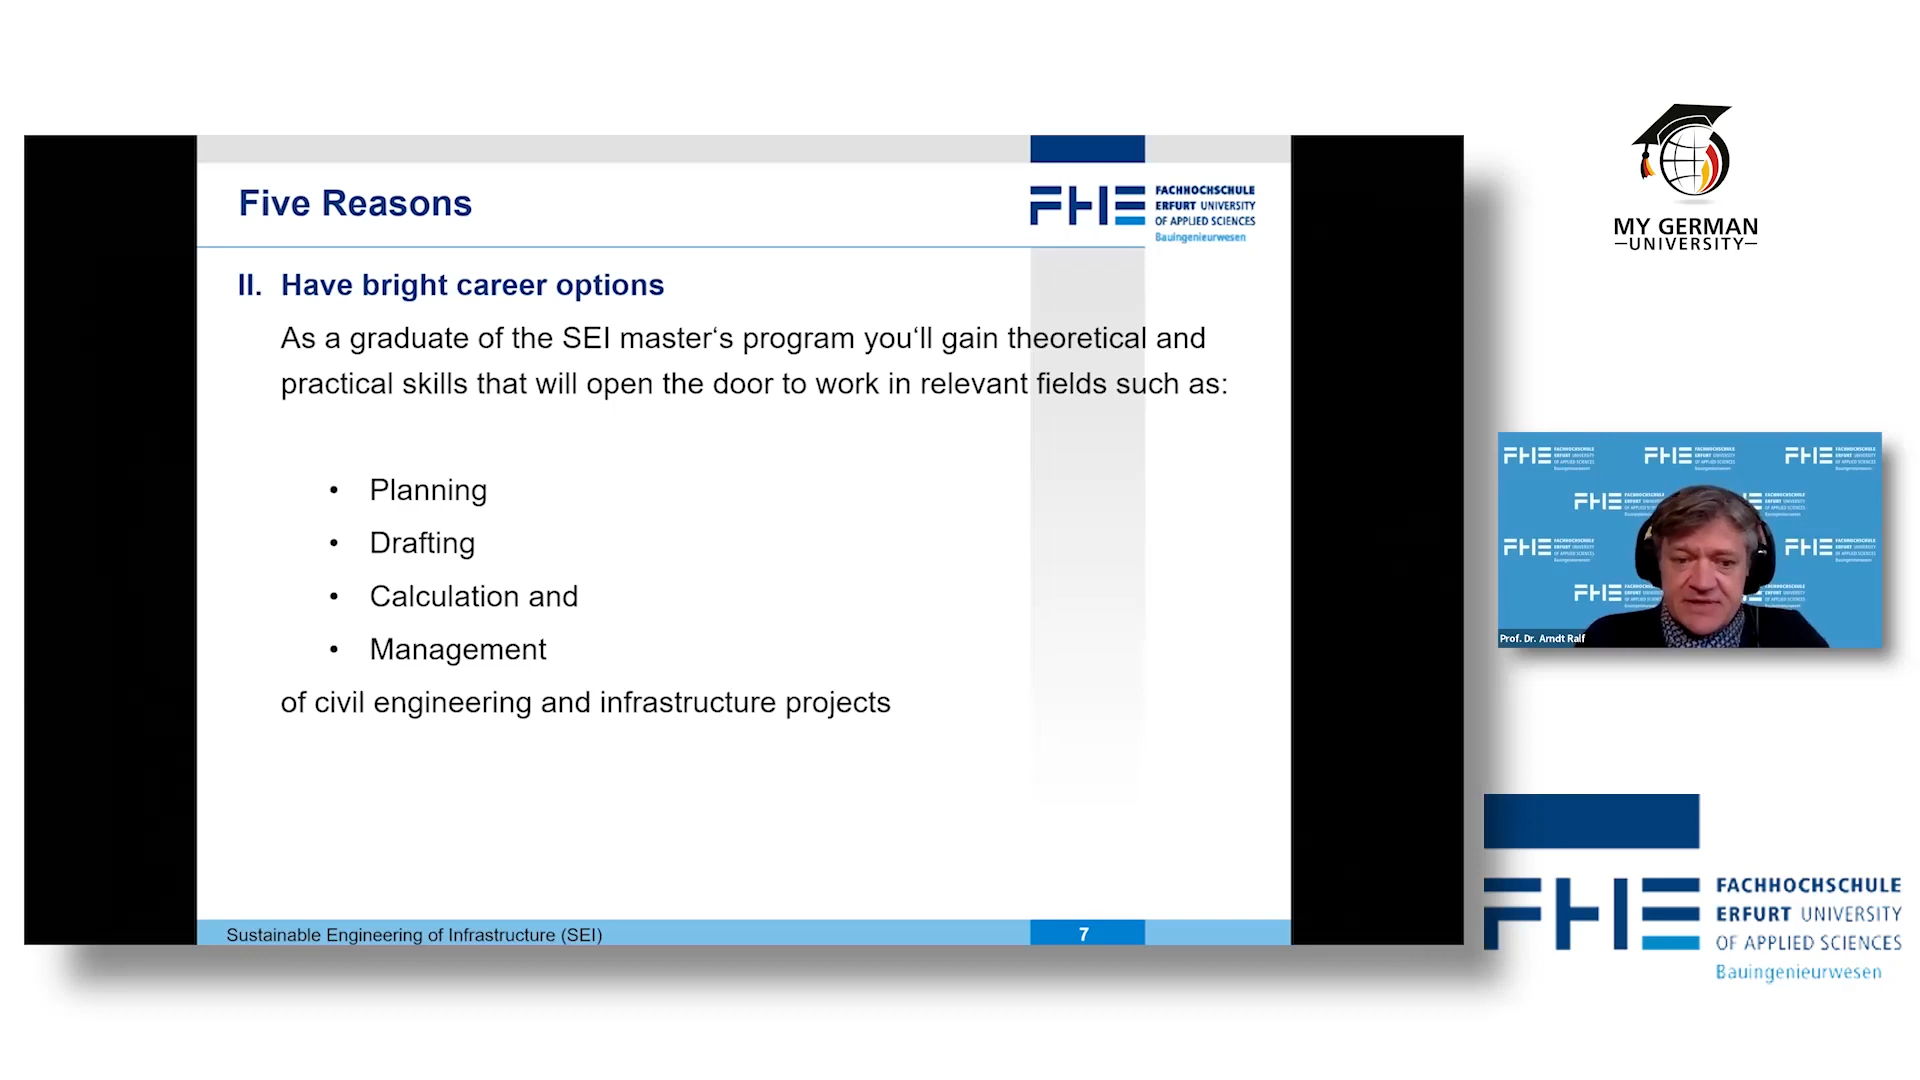 Five Reasons
FACHHOCHSCHULE
ERFURT UNIVERSITY
OF APPLIED SCIENCES
Bauingenieurwesen
II. Have bright career options
As a graduate of the SEI master‘s program you‘ll gain theoretical and
practical skills that will open the door to work in relevant fields such as:
• Planning
• Drafting
• Calculation and
• Management
of civil engineering and infrastructure projects
Sustainable Engineering of Infrastructure (SEI)
7
MY GERMAN
UNIVERSITY
Prof. Dr. Arndt Ralf
FHE
FACHHOCHSCHULE
ERFURT UNIVERSITY
OF APPLIED SCIENCES
Bauingenieurwesen